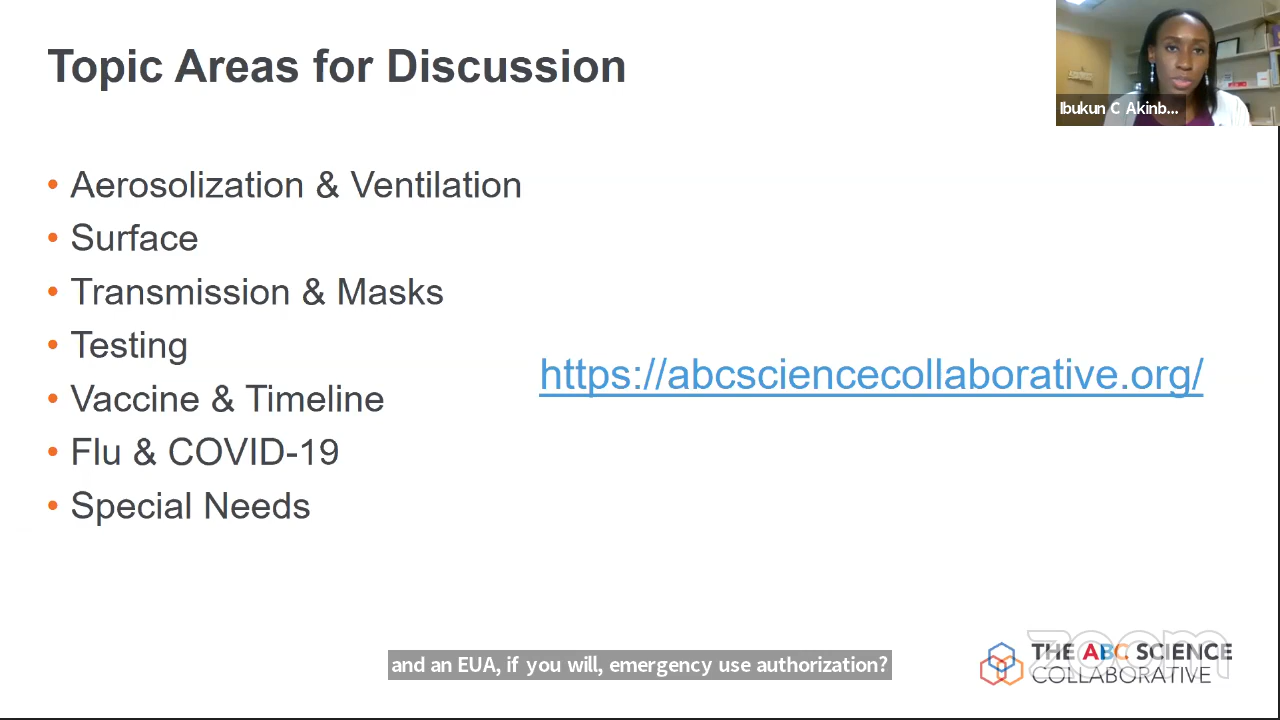 Topic Areas for Discussion
Ibukun C Akinb...
• Aerosolization & Ventilation
• Surface
• Transmission & Masks
• Testing
• Vaccine & Timeline
• Flu & COVID-19
• Special Needs
https://abcsciencecollaborative.org/
and an EUA, if you will, emergency use authorization?
zoom
THE ABC SCIENCE
COLLABORATIVE